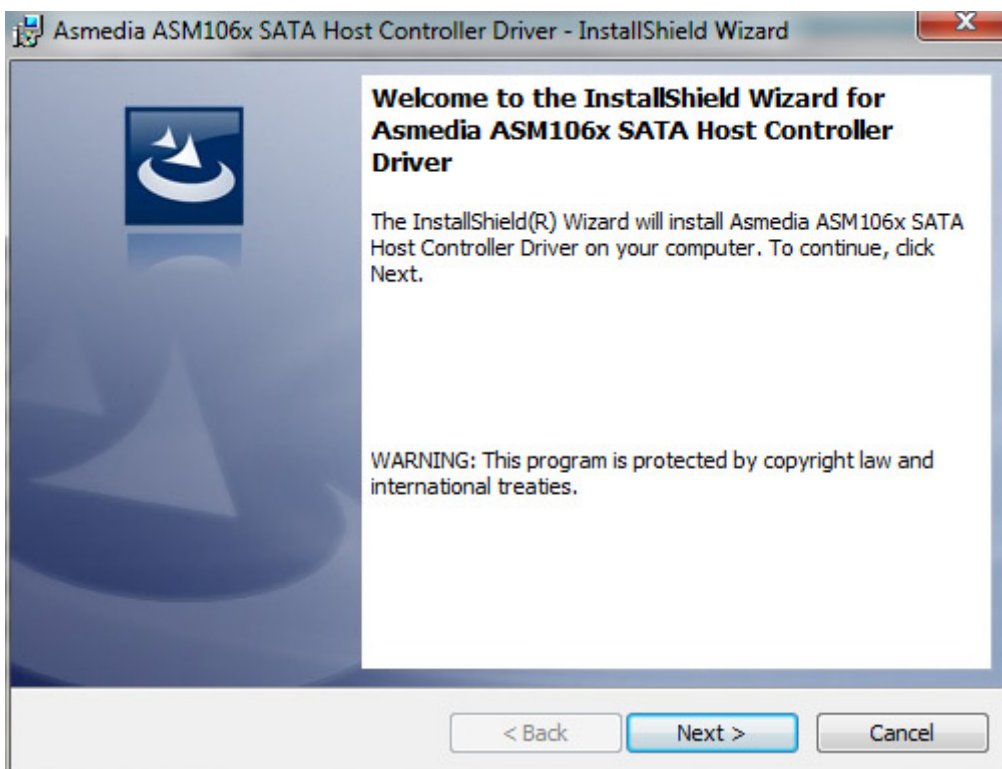 Asmedia ASM106x SATA Host Controller Driver - InstallShield Wizard
Welcome to the InstallShield Wizard for
Asmedia ASM106x SATA Host Controller
Driver
The InstallShield(R) Wizard will install Asmedia ASM106x SATA
Host Controller Driver on your computer. To continue, click
Next.
WARNING: This program is protected by copyright law and
international treaties.
< Back
Next >
Cancel